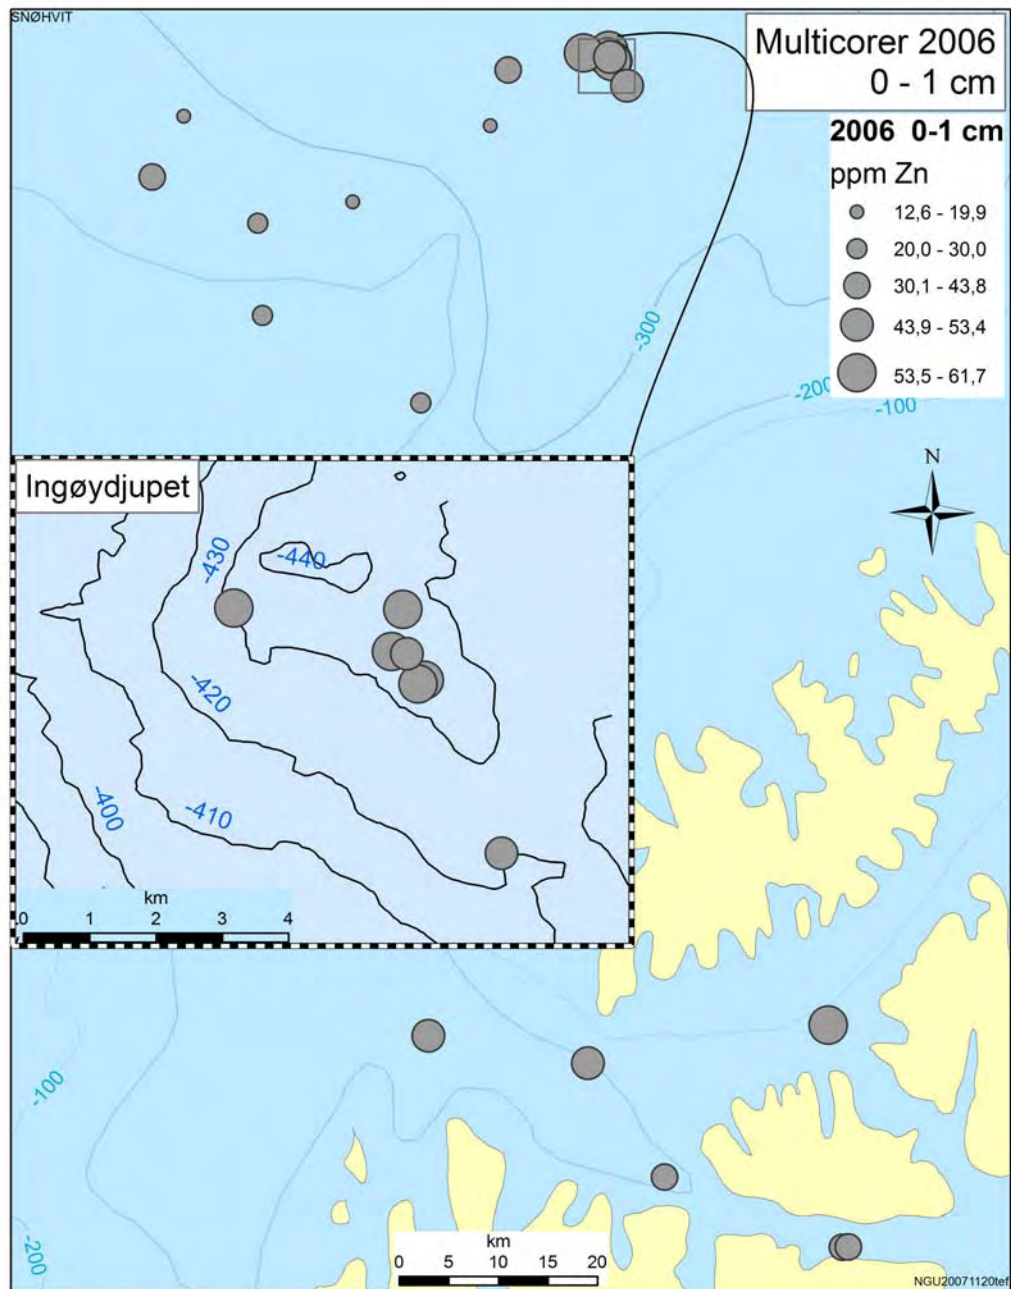 SNØHVIT
Multicorer 2006
0 - 1 cm
2006 0-1 cm
ppm Zn
12,6 - 19,9
20,0 - 30,0
30,1 - 43,8
43,9 - 53,4
53,5 - 61,7
-300
-200
-100
N
Ingøydjupet
-430
-440
-420
-400
-410
km
0 1 2 3 4
-100
-200
km
0 5 10 15 20
NGU20071120tef